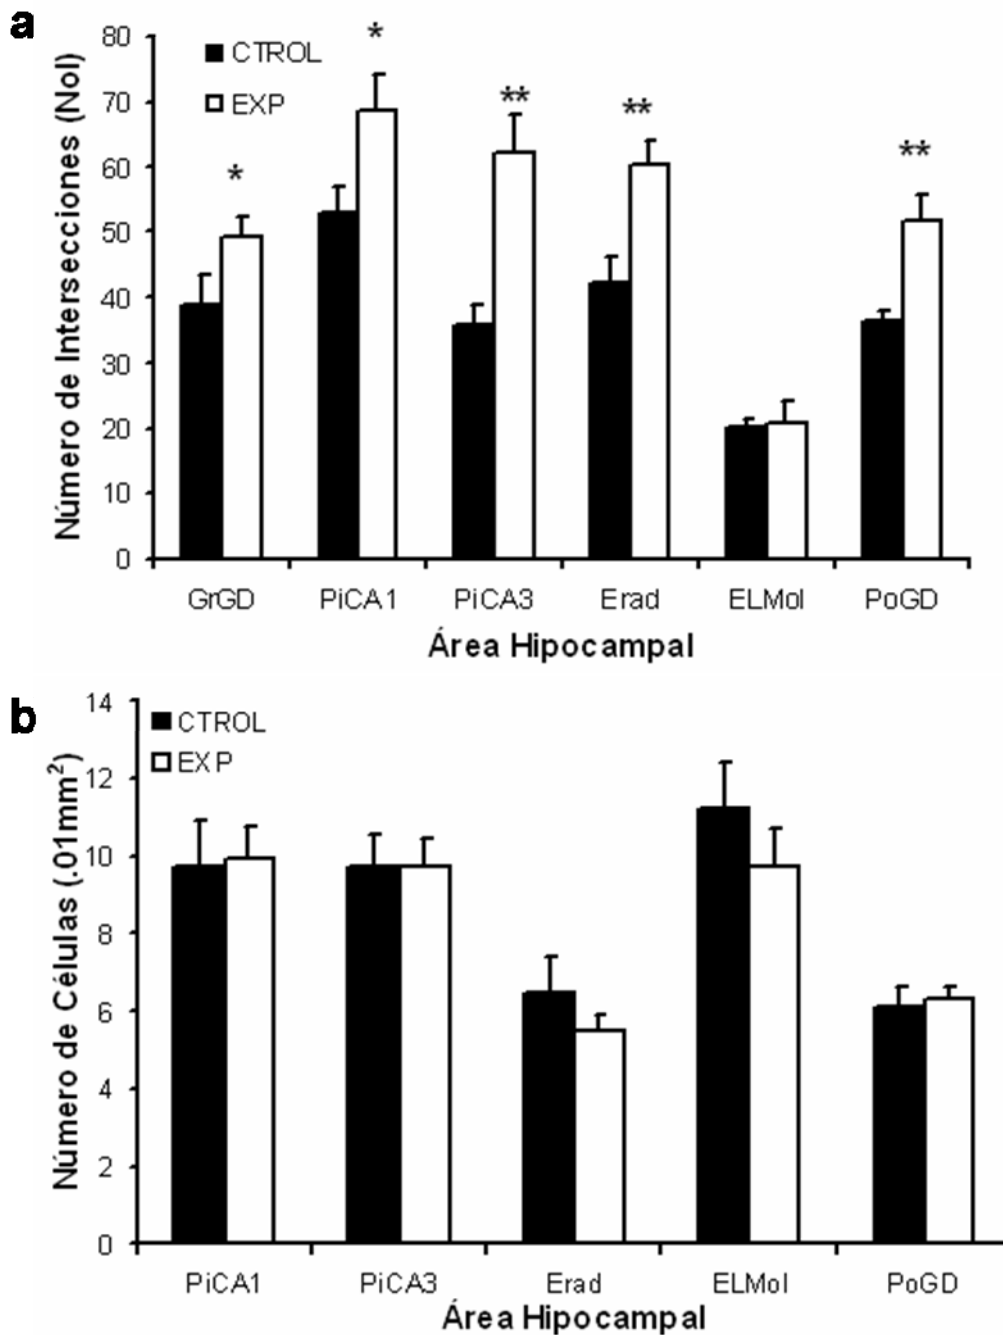 a
Número de Intersecciones (NoI)
80
70
60
50
40
30
20
10
0
CTROL
EXP
*
*
**
**
**
GrGD PiCA1 PiCA3 Erad ELMol PoGD
Área Hipocampal
b
Número de Células (.01mm²)
14
12
10
8
6
4
2
0
CTROL
EXP
PiCA1 PiCA3 Erad ELMol PoGD
Área Hipocampal